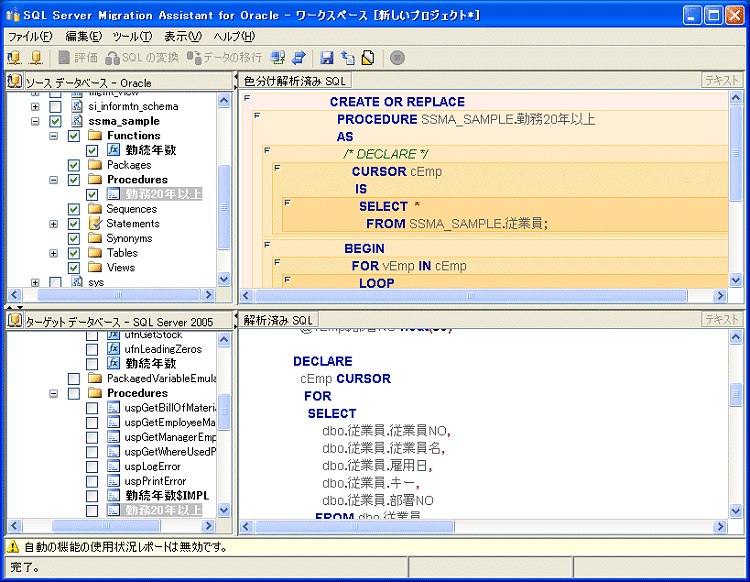 SQL Server Migration Assistant for Oracle - ワークスペース [新しいプロジェクト*]
ファイル(F) 編集(E) ツール(T) 表示(V) ヘルプ(H)
評価 SQL の変換 データの移行
ソース データベース - Oracle
si_informtn_schema
ssma_sample
Functions
勤続年数
Packages
Procedures
勤務20年以上
Sequences
Statements
Synonyms
Tables
Views
sys
色分け解析済み SQL
テキスト
CREATE OR REPLACE
PROCEDURE SSMA_SAMPLE.勤務20年以上
AS
/* DECLARE */
CURSOR cEmp
IS
SELECT *
FROM SSMA_SAMPLE.従業員;
BEGIN
FOR vEmp IN cEmp
LOOP
ターゲット データベース - SQL Server 2005
ufnGetStock
ufnLeadingZeros
勤続年数
PackagedVariableEmula
Procedures
uspGetBillOfMateria
uspGetEmployeeMa
uspGetManagerEmp
uspGetWhereUsedP
uspLogError
uspPrintError
勤続年数$IMPL
勤務20年以上
解析済み SQL
テキスト
DECLARE
cEmp CURSOR
FOR
SELECT
dbo.従業員.従業員NO,
dbo.従業員.従業員名,
dbo.従業員.雇用日,
dbo.従業員.キー,
dbo.従業員.部署NO
FROM dbo.従業員
自動の機能の使用状況レポートは無効です。
完了。